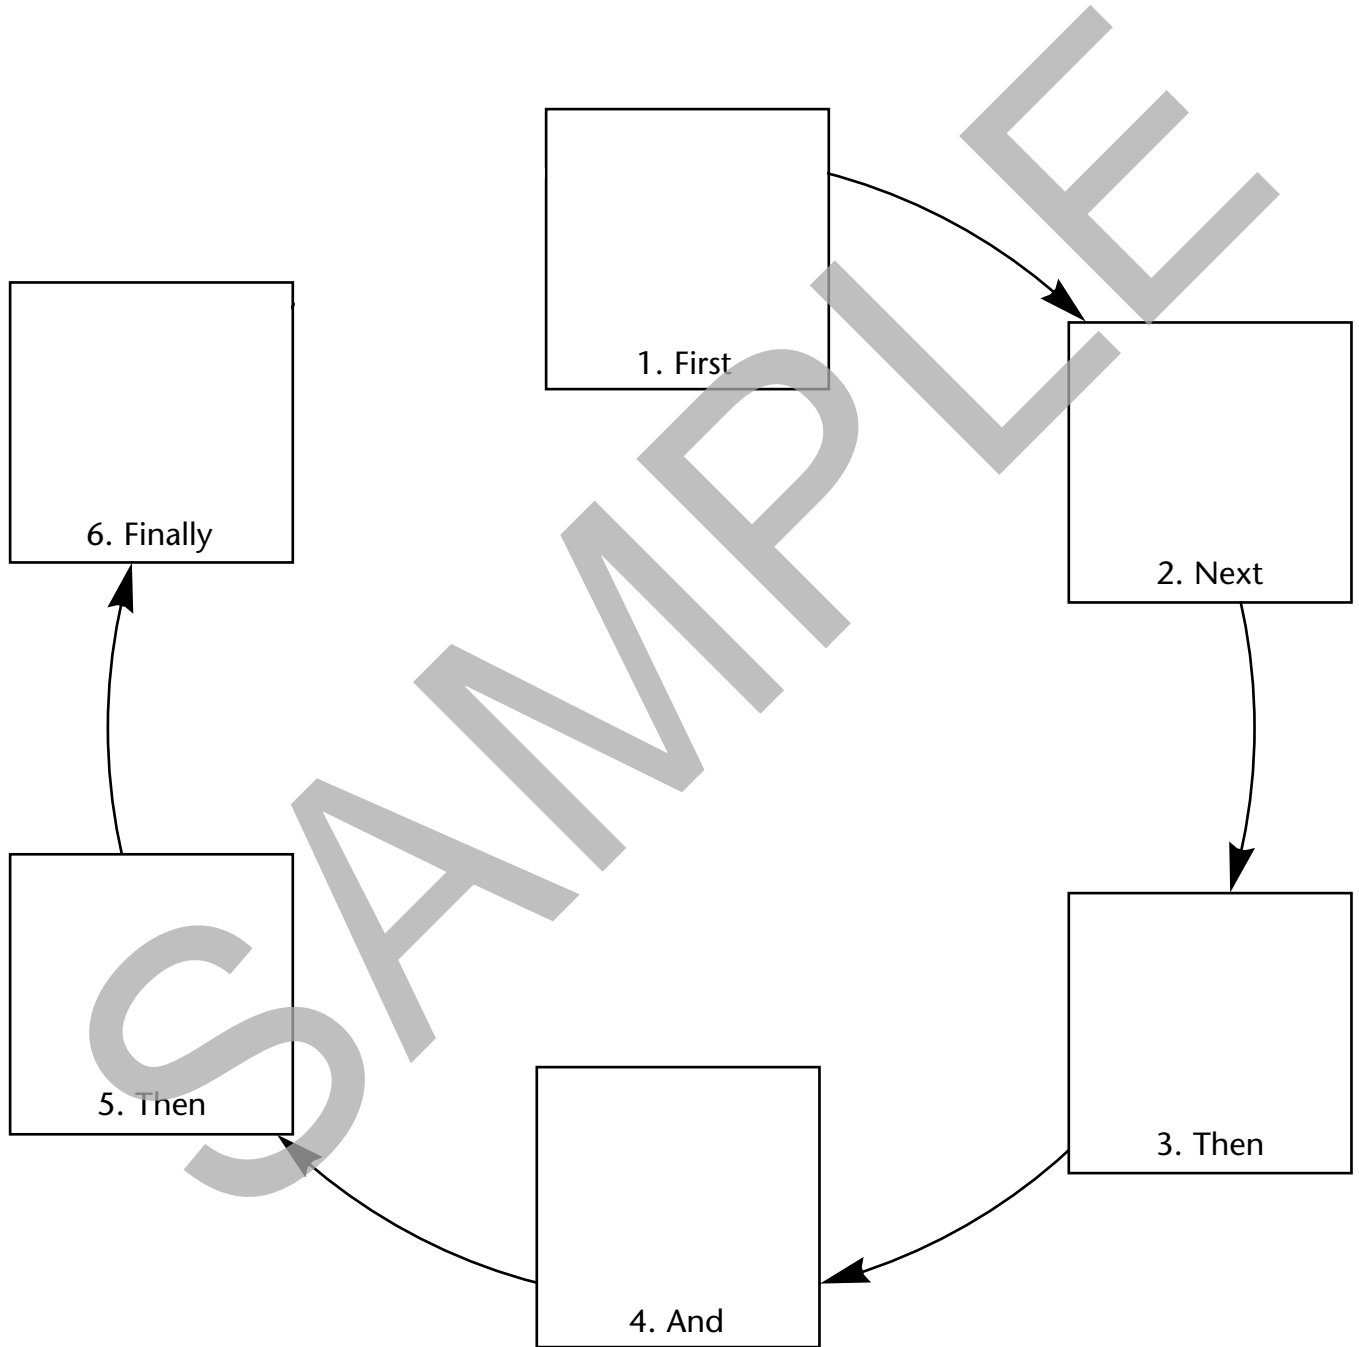 1. First
2. Next
3. Then
4. And
5. Then
6. Finally
SAMPLE